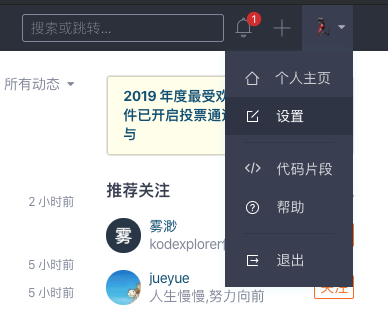 搜索或跳转...
1
所有动态
2019 年度最受欢
件已开启投票通道
与
个人主页
设置
代码片段
帮助
退出
推荐关注
2 小时前
雾
雾渺
kodexplorer
5 小时前
jueyue
5 小时前
人生慢慢,努力向前
关注